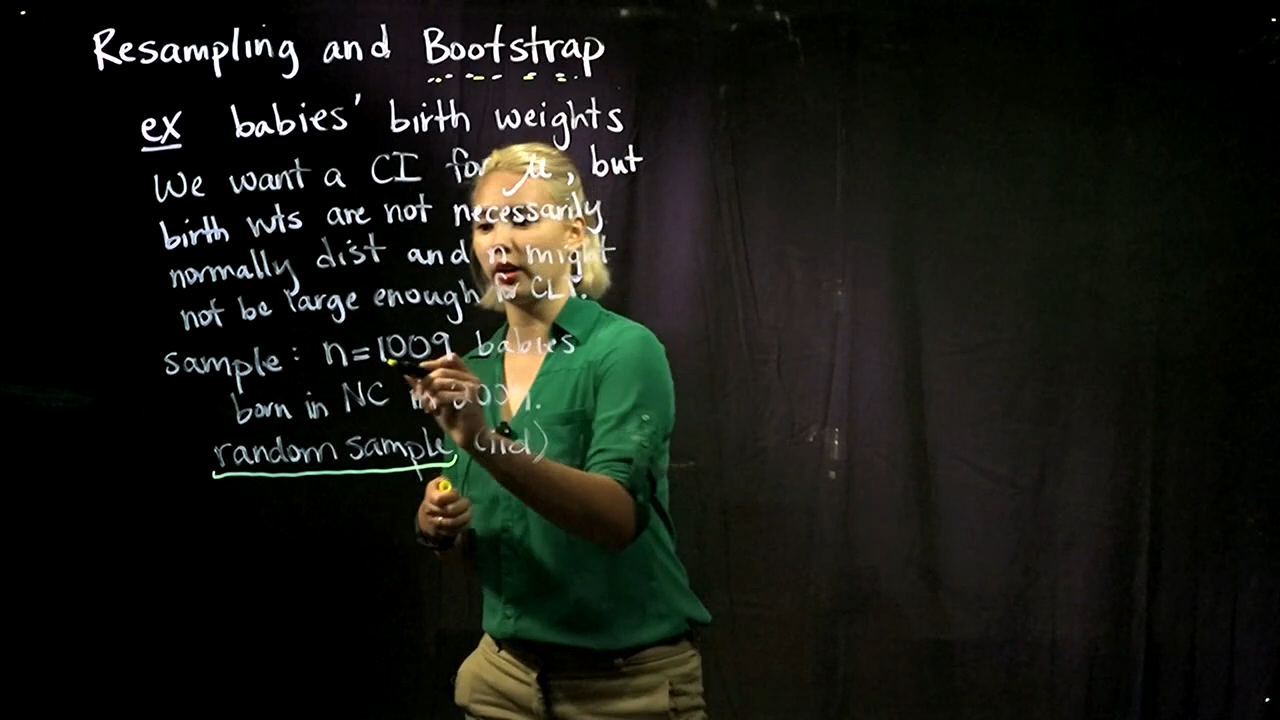 Resampling and Bootstrap
ex babies' birth weights
We want a CI for μ, but
birth wts are not necessarily
normally dist and n might
not be large enough CLT.
sample: n=1009 babies
born in NC in
random sample (iid)